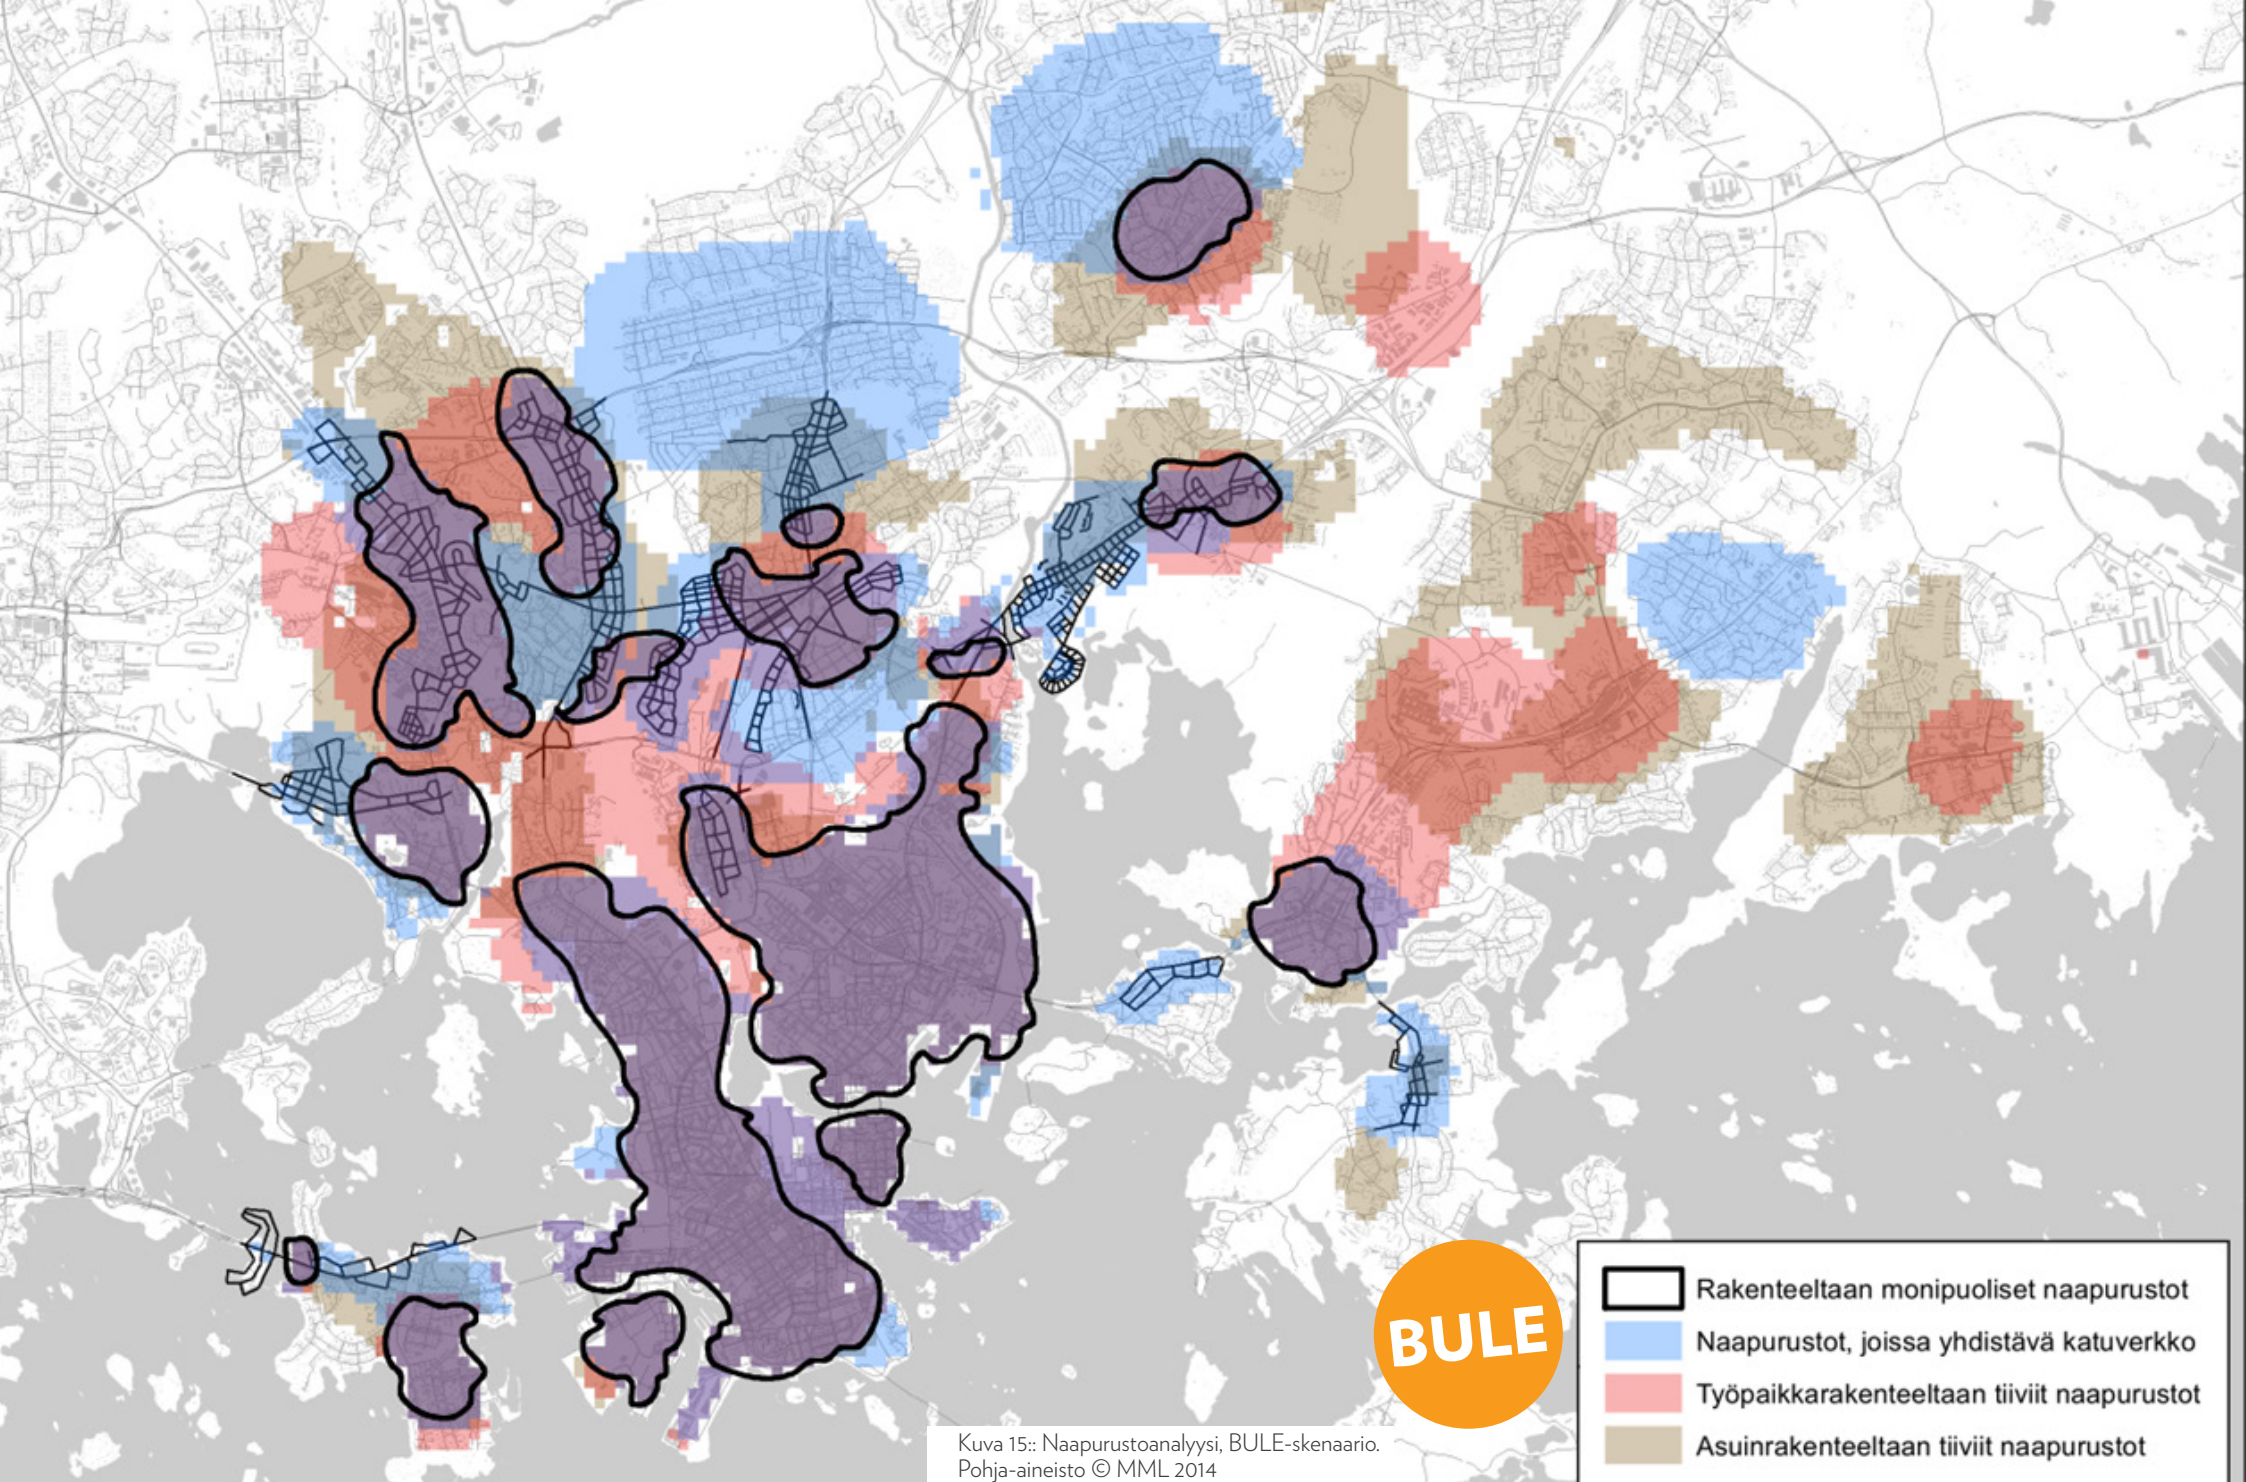 BULE
Rakenteeltaan monipuoliset naapurustot
Naapurustot, joissa yhdistävä katuverkko
Työpaikkarakenteeltaan tiiviit naapurustot
Asuinrakenteeltaan tiiviit naapurustot
Kuva 15:: Naapurustoanalyysi, BULE-skenaario.
Pohja-aineisto © MML 2014